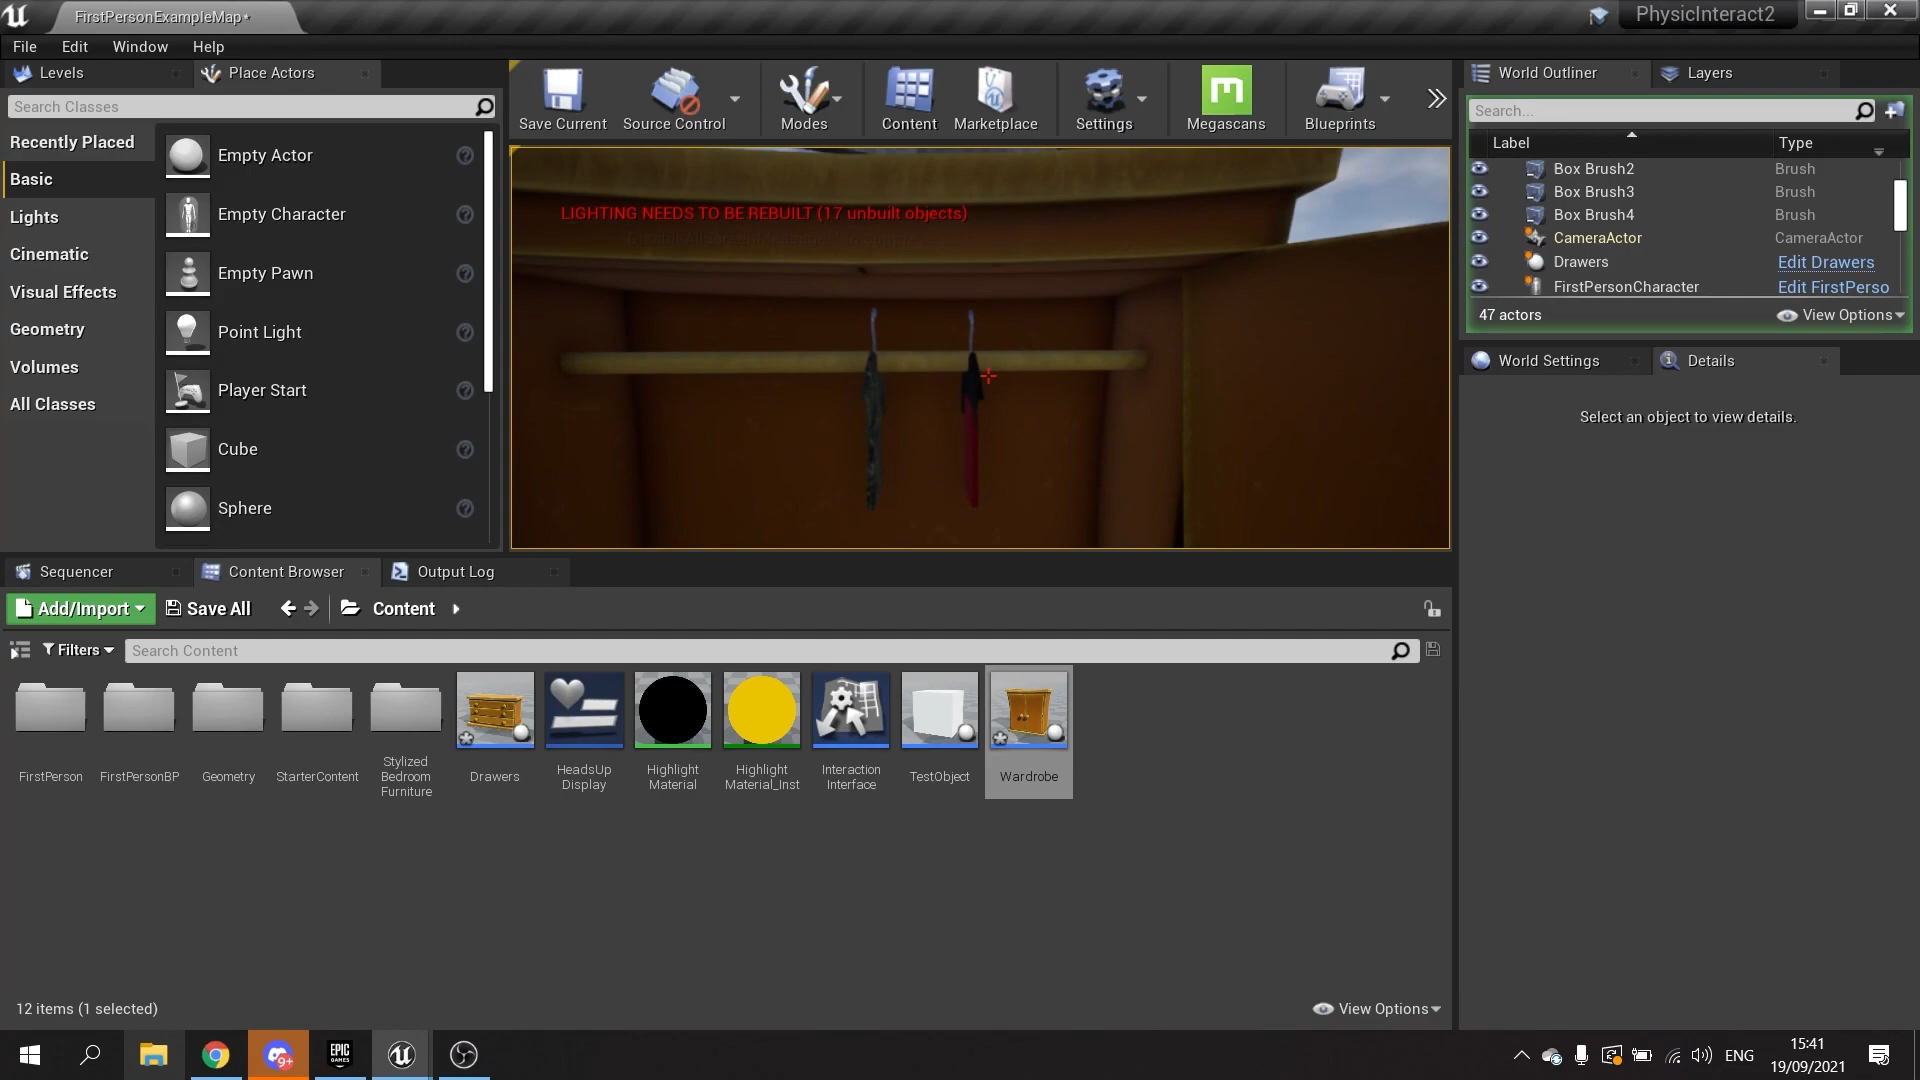 FirstPersonExampleMap*
PhysicInteract2
File Edit Window Help
Levels
Place Actors
Search Classes
Recently Placed
Basic
Lights
Cinematic
Visual Effects
Geometry
Volumes
All Classes
Empty Actor
Empty Character
Empty Pawn
Point Light
Player Start
Cube
Sphere
Save Current
Source Control
Modes
Content
Marketplace
Settings
Megascans
Blueprints
LIGHTING NEEDS TO BE REBUILT (17 unbuilt objects)
World Outliner
Layers
Search...
Label Type
Box Brush2 Brush
Box Brush3 Brush
Box Brush4 Brush
CameraActor CameraActor
Drawers Edit Drawers
FirstPersonCharacter Edit FirstPerso
47 actors
View Options
World Settings
Details
Select an object to view details.
Sequencer
Content Browser
Output Log
Add/Import
Save All
Content
Filters
Search Content
FirstPerson
FirstPersonBP
Geometry
StarterContent
Stylized
Bedroom
Furniture
Drawers
HeadsUp
Display
Highlight
Material
Highlight
Material_Inst
Interaction
Interface
TestObject
Wardrobe
12 items (1 selected)
View Options
9+
EPIC
GAMES
ENG
15:41
19/09/2021